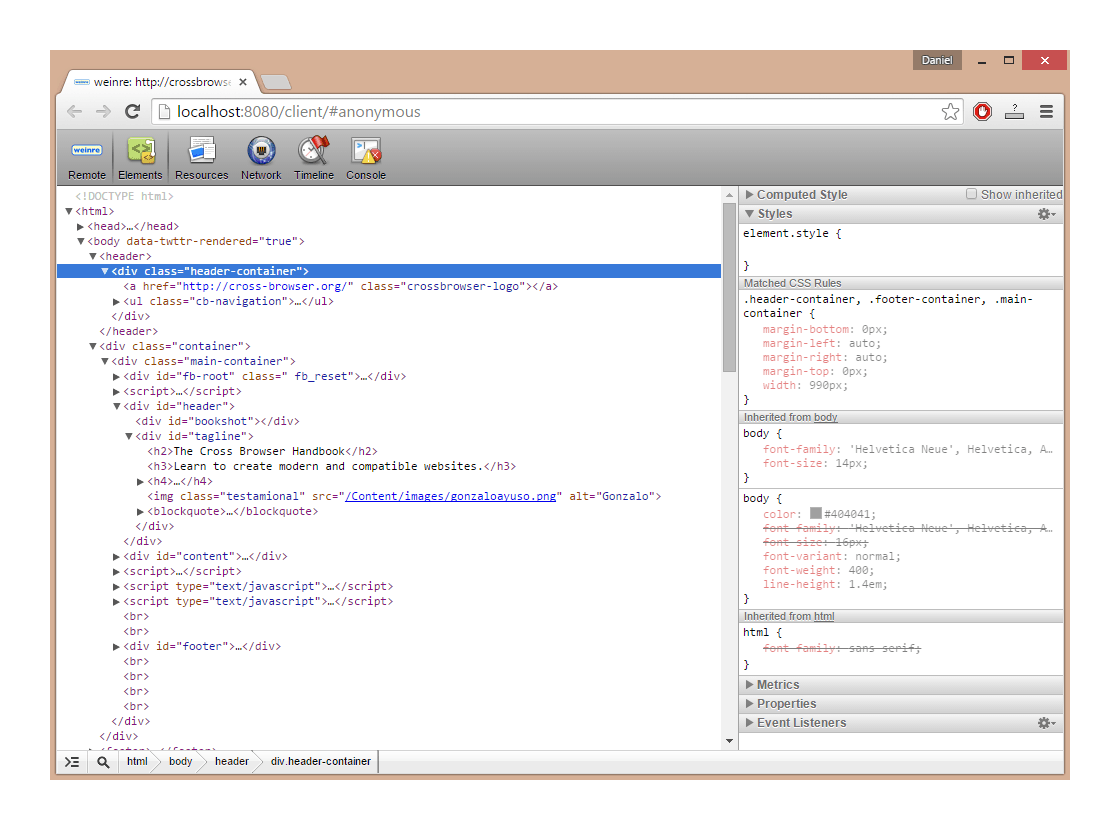 Daniel
weinre: http://crossbrowse
localhost:8080/client/#anonymous
?
weinre
Remote Elements Resources Network Timeline Console
<!DOCTYPE html>
▼<html>
▶<head>…</head>
▼<body data-twttr-rendered="true">
▼<header>
▼<div class="header-container">
<a href="http://cross-browser.org/" class="crossbrowser-logo"></a>
▶<ul class="cb-navigation">…</ul>
</div>
</header>
▼<div class="container">
▼<div class="main-container">
▶<div id="fb-root" class=" fb_reset">…</div>
▶<script>…</script>
▼<div id="header">
<div id="bookshot"></div>
▼<div id="tagline">
<h2>The Cross Browser Handbook</h2>
<h3>Learn to create modern and compatible websites.</h3>
▶<h4>…</h4>
<img class="testamional" src="/Content/images/gonzaloayuso.png" alt="Gonzalo">
▶<blockquote>…</blockquote>
</div>
</div>
▶<div id="content">…</div>
▶<script>…</script>
▶<script type="text/javascript">…</script>
▶<script type="text/javascript">…</script>
<br>
<br>
▶<div id="footer">…</div>
<br>
<br>
<br>
<br>
</div>
</div>
▶<footer>…</footer>
▶Computed Style Show inherited
▼Styles
element.style {
}
Matched CSS Rules
.header-container, .footer-container, .main-
container {
margin-bottom: 0px;
margin-left: auto;
margin-right: auto;
margin-top: 0px;
width: 990px;
}
Inherited from body
body {
font-family: 'Helvetica Neue', Helvetica, A…
font-size: 14px;
}
body {
color: #404041;
font-family: 'Helvetica Neue', Helvetica, A…
font-size: 16px;
font-variant: normal;
font-weight: 400;
line-height: 1.4em;
}
Inherited from html
html {
font-family: sans-serif;
}
▶Metrics
▶Properties
▶Event Listeners
html body header div.header-container